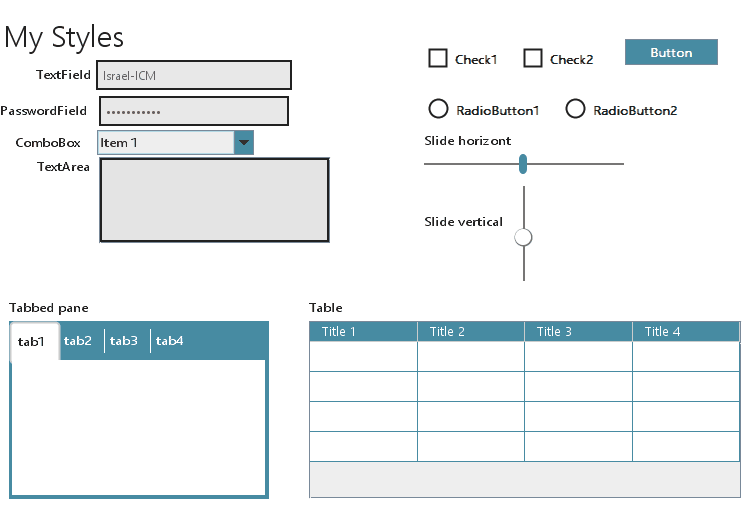 My Styles
TextField Israel-ICM
PasswordField •••••••••••
ComboBox Item 1
TextArea
Check1 Check2 Button
RadioButton1 RadioButton2
Slide horizont
Slide vertical
Tabbed pane
tab1 tab2 tab3 tab4
Table
Title 1 Title 2 Title 3 Title 4